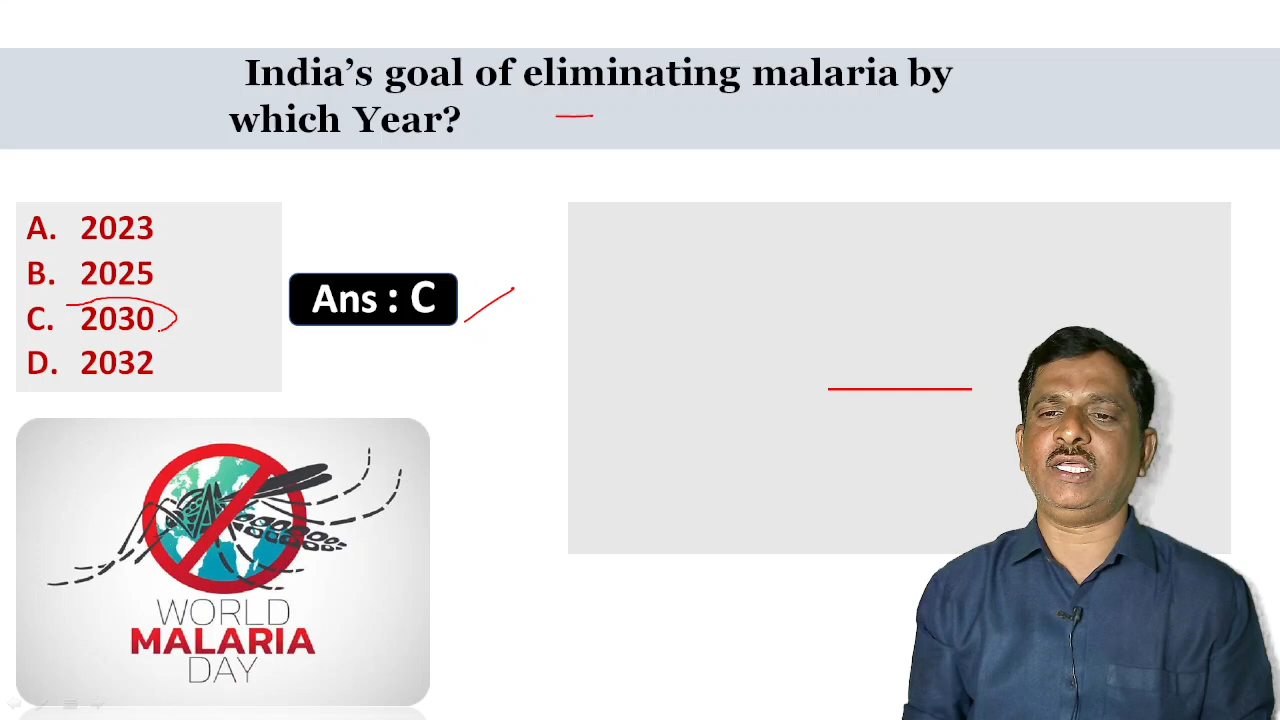 India’s goal of eliminating malaria by
which Year?
A. 2023
B. 2025
C. 2030
D. 2032
Ans : C
WORLD
MALARIA
DAY